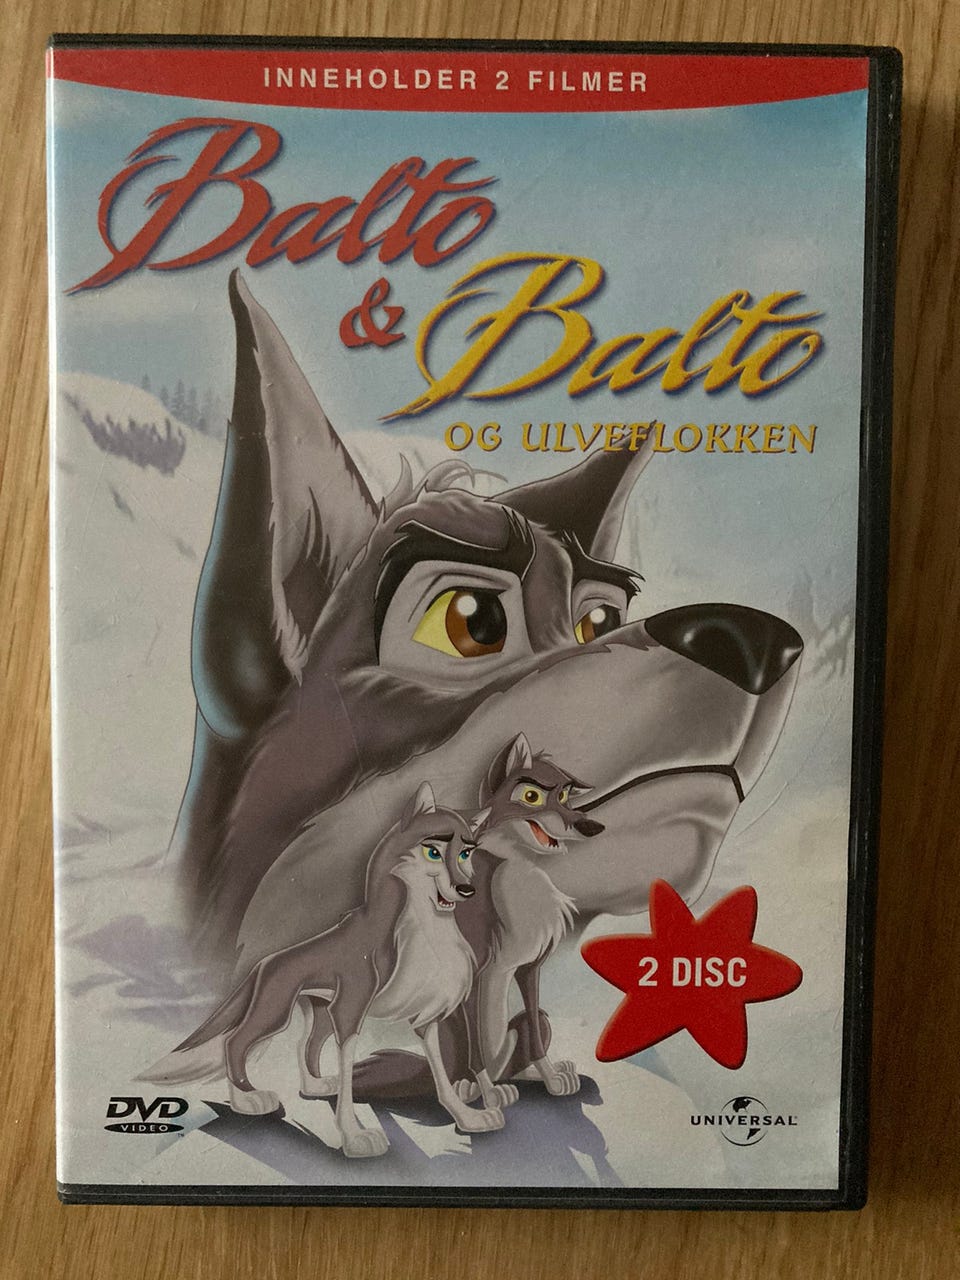 INNEHOLDER 2 FILMER
Balto
&
Balto
OG ULVEFLOKKEN
2 DISC
DVD
VIDEO
UNIVERSAL